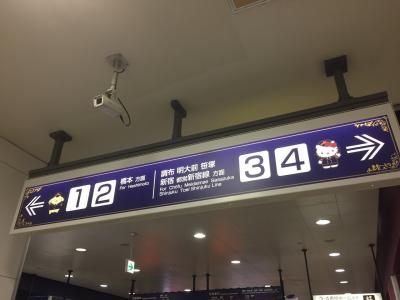 1 2 橋本 方面
For Hashimoto
調布 明大前 笹塚
新宿 都営新宿線 方面
For Chofu Meidaimae Sasazuka
Shinjuku Toei Shinjuku Line
3 4